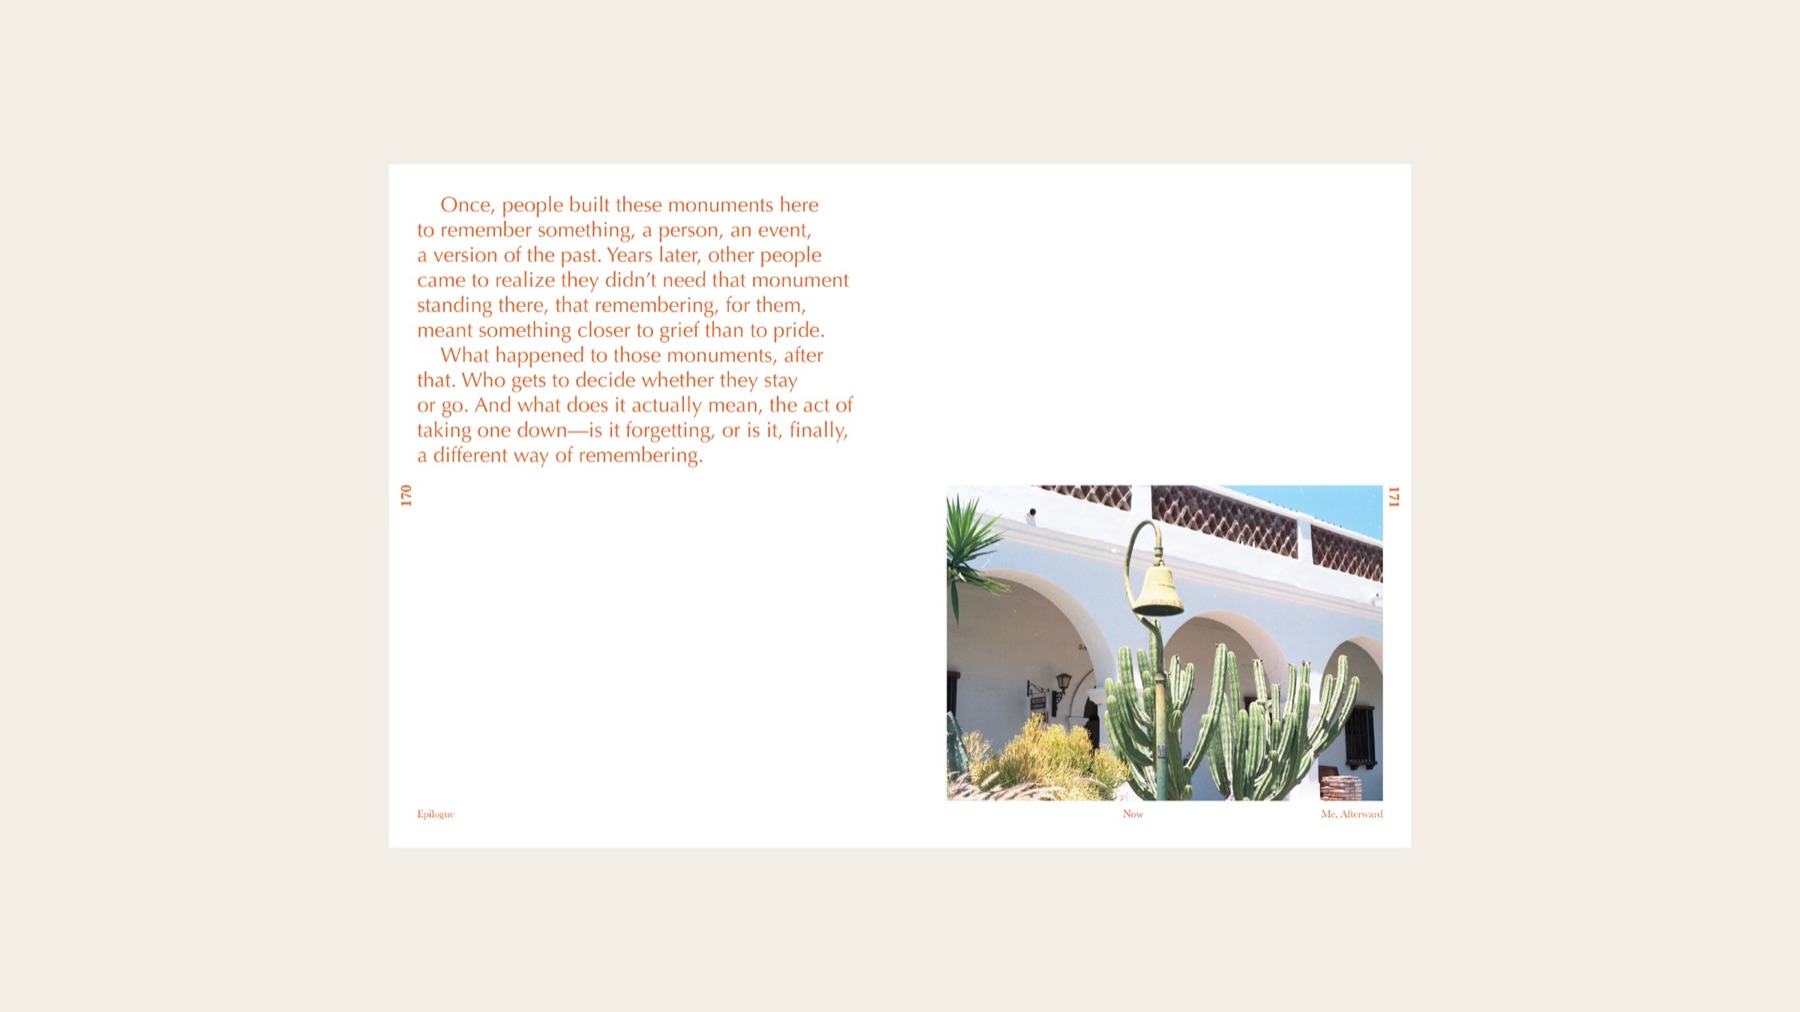 Once, people built these monuments here
to remember something, a person, an event,
a version of the past. Years later, other people
came to realize they didn’t need that monument
standing there, that remembering, for them,
meant something closer to grief than to pride.
What happened to those monuments, after
that. Who gets to decide whether they stay
or go. And what does it actually mean, the act of
taking one down—is it forgetting, or is it, finally,
a different way of remembering.
170
171
Epilogue
Now
Me, Afterward